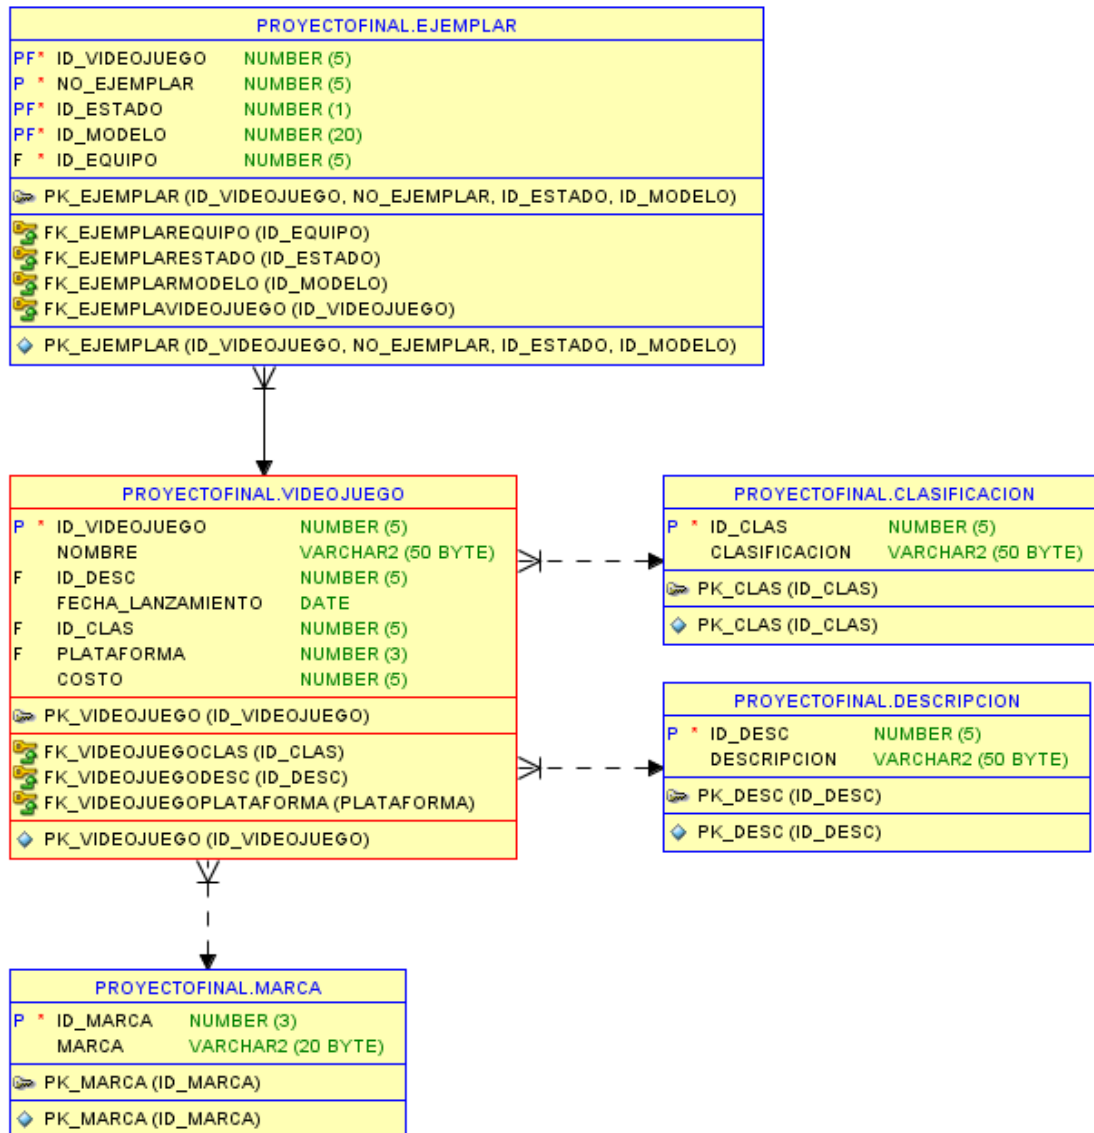 PROYECTOFINAL.EJEMPLAR
PF* ID_VIDEOJUEGO NUMBER (5)
P * NO_EJEMPLAR NUMBER (5)
PF* ID_ESTADO NUMBER (1)
PF* ID_MODELO NUMBER (20)
F * ID_EQUIPO NUMBER (5)
PK_EJEMPLAR (ID_VIDEOJUEGO, NO_EJEMPLAR, ID_ESTADO, ID_MODELO)
FK_EJEMPLAREQUIPO (ID_EQUIPO)
FK_EJEMPLARESTADO (ID_ESTADO)
FK_EJEMPLARMODELO (ID_MODELO)
FK_EJEMPLAVIDEOJUEGO (ID_VIDEOJUEGO)
PK_EJEMPLAR (ID_VIDEOJUEGO, NO_EJEMPLAR, ID_ESTADO, ID_MODELO)
PROYECTOFINAL.VIDEOJUEGO
P * ID_VIDEOJUEGO NUMBER (5)
NOMBRE VARCHAR2 (50 BYTE)
F ID_DESC NUMBER (5)
FECHA_LANZAMIENTO DATE
F ID_CLAS NUMBER (5)
F PLATAFORMA NUMBER (3)
COSTO NUMBER (5)
PK_VIDEOJUEGO (ID_VIDEOJUEGO)
FK_VIDEOJUEGOCLAS (ID_CLAS)
FK_VIDEOJUEGODESC (ID_DESC)
FK_VIDEOJUEGOPLATAFORMA (PLATAFORMA)
PK_VIDEOJUEGO (ID_VIDEOJUEGO)
PROYECTOFINAL.CLASIFICACION
P * ID_CLAS NUMBER (5)
CLASIFICACION VARCHAR2 (50 BYTE)
PK_CLAS (ID_CLAS)
PK_CLAS (ID_CLAS)
PROYECTOFINAL.DESCRIPCION
P * ID_DESC NUMBER (5)
DESCRIPCION VARCHAR2 (50 BYTE)
PK_DESC (ID_DESC)
PK_DESC (ID_DESC)
PROYECTOFINAL.MARCA
P * ID_MARCA NUMBER (3)
MARCA VARCHAR2 (20 BYTE)
PK_MARCA (ID_MARCA)
PK_MARCA (ID_MARCA)